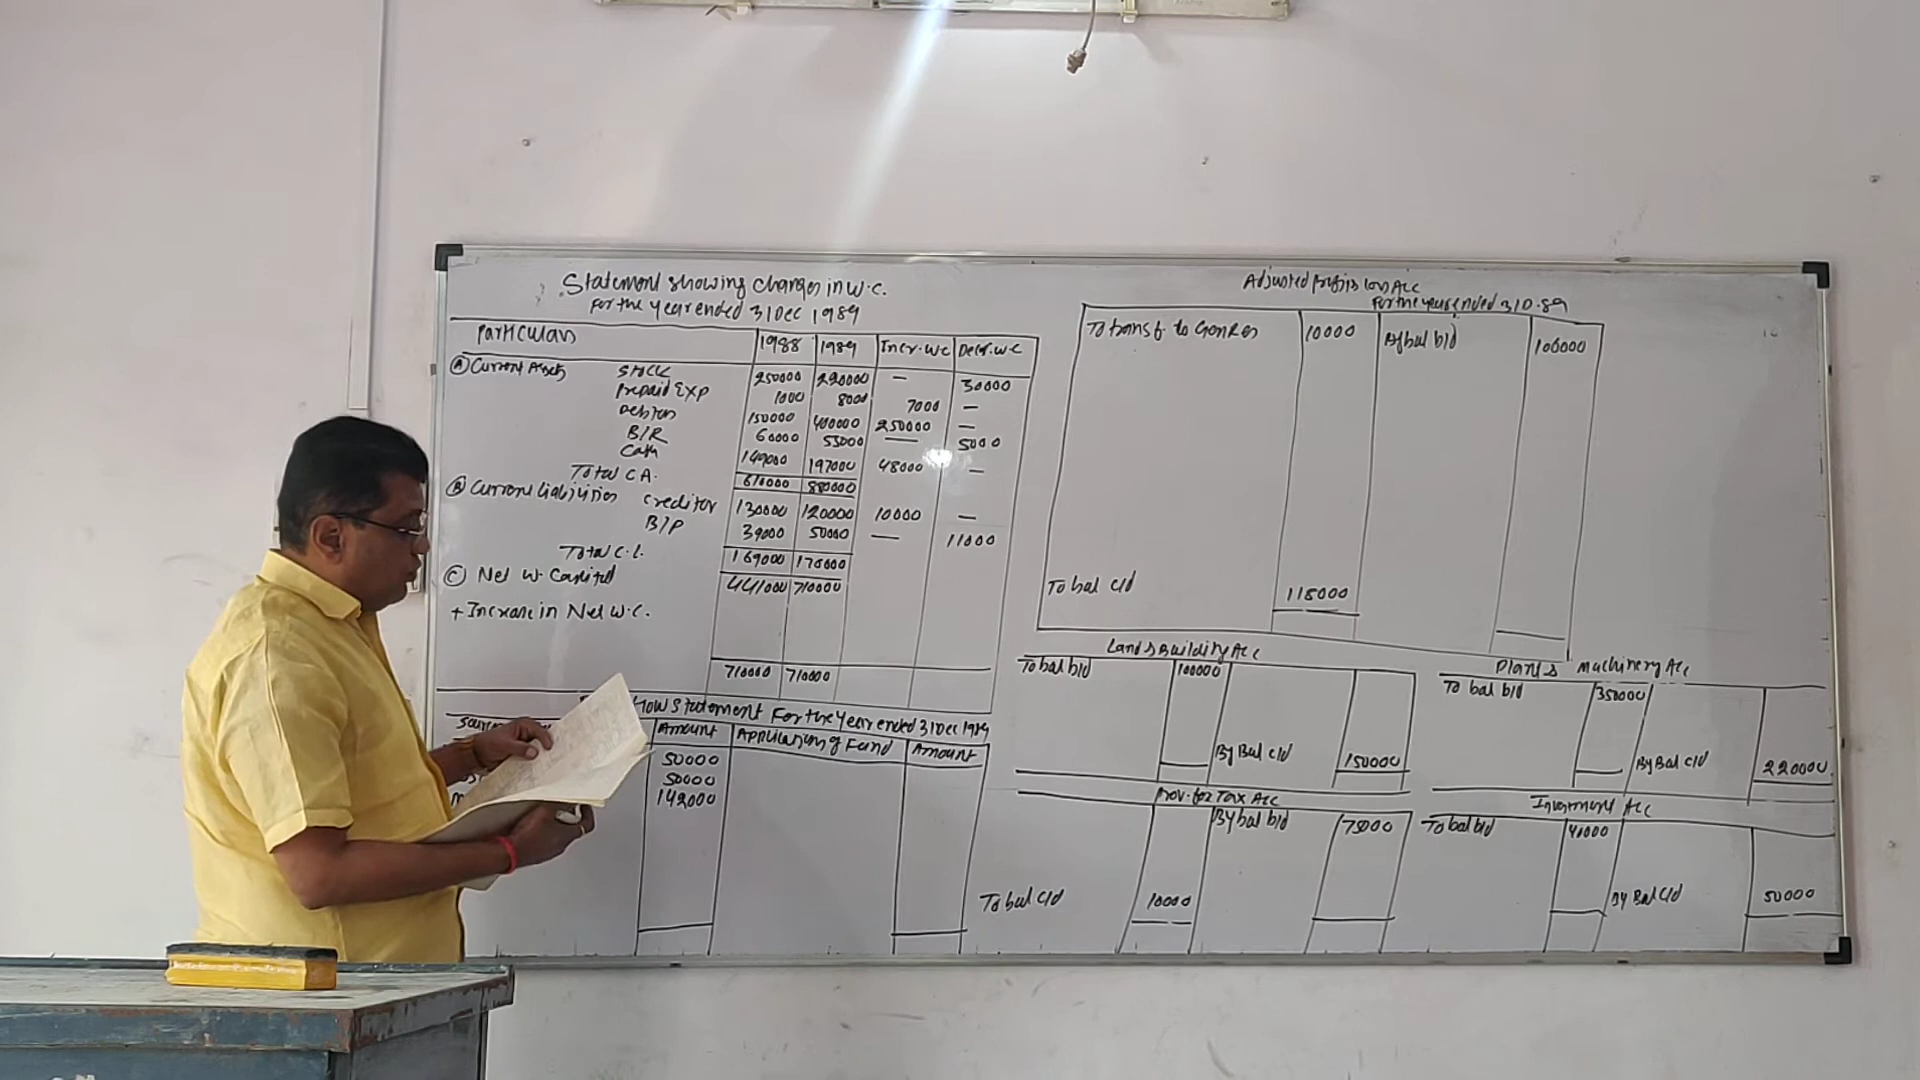 Statement showing changes in W.C.
For the year ended 31 Dec 1989
Particulars 1988 1989 Incr.W.C Decr.W.C
(A) Current Assets Stock 250000 220000 — 30000
Prepaid Exp 1000 8000 7000 —
Debtors 150000 400000 250000 —
B/R 60000 55000 — 5000
Cash 149000 197000 48000 —
Total C.A. 610000 880000
(B) Current Liabilities Creditor 130000 120000 10000 —
B/P 39000 50000 — 11000
Total C.L. 169000 170000
(C) Net W. Capital 441000 710000
+ Increase in Net W.C.
710000 710000
Flow Statement For the Year ended 31 Dec 1989
Amount Application of Fund Amount
50000
50000
142000
Adjusted profit & loss A/c
For the year ended 31 D. 89
To transf. to Gen Res 10000 By bal b/d 100000
To bal c/d 118000
Land & Building A/c
To bal b/d 100000
By Bal c/d 150000
Plant & Machinery A/c
To bal b/d 350000
By Bal c/d 220000
Prov. for Tax A/c
By bal b/d 75000
To bal c/d 10000
Investment A/c
To bal b/d 40000
By Bal c/d 50000